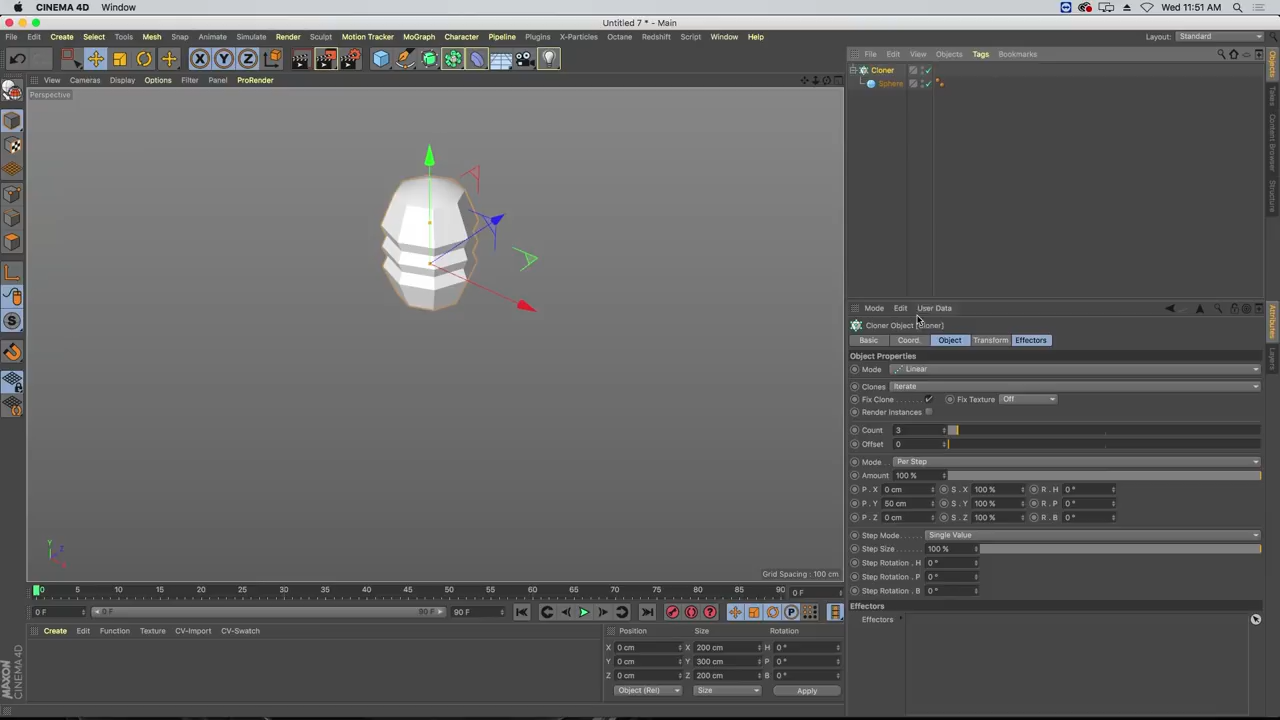 CINEMA 4D Window Wed 11:51 AM
Untitled 7 * - Main
File Edit Create Select Tools Mesh Snap Animate Simulate Render Sculpt Motion Tracker MoGraph Character Pipeline Plugins X-Particles Octane Redshift Script Window Help Layout: Standard
View Cameras Display Options Filter Panel ProRender
File Edit View Objects Tags Bookmarks
Perspective
Cloner
Sphere
Objects
Takes
Content Browser
Structure
Mode Edit User Data
Cloner Object [Cloner]
Basic Coord. Object Transform Effectors
Object Properties
Mode Linear
Clones Iterate
Fix Clone Fix Texture Off
Render Instances
Count 3
Offset 0
Mode Per Step
Amount 100 %
P . X 0 cm S . X 100 % R . H 0 °
P . Y 50 cm S . Y 100 % R . P 0 °
P . Z 0 cm S . Z 100 % R . B 0 °
Step Mode Single Value
Step Size 100 %
Step Rotation . H 0 °
Step Rotation . P 0 °
Step Rotation . B 0 °
Effectors
Effectors
Attributes
Layers
Y
Z
X
Grid Spacing : 100 cm
0 5 10 15 20 25 30 35 40 45 50 55 60 65 70 75 80 85 90 0 F
0 F 0 F 90 F 90 F
Create Edit Function Texture CV-Import CV-Swatch
Position Size Rotation
X 0 cm X 200 cm H 0 °
Y 0 cm Y 300 cm P 0 °
Z 0 cm Z 200 cm B 0 °
Object (Rel) Size Apply
MAXON
CINEMA 4D